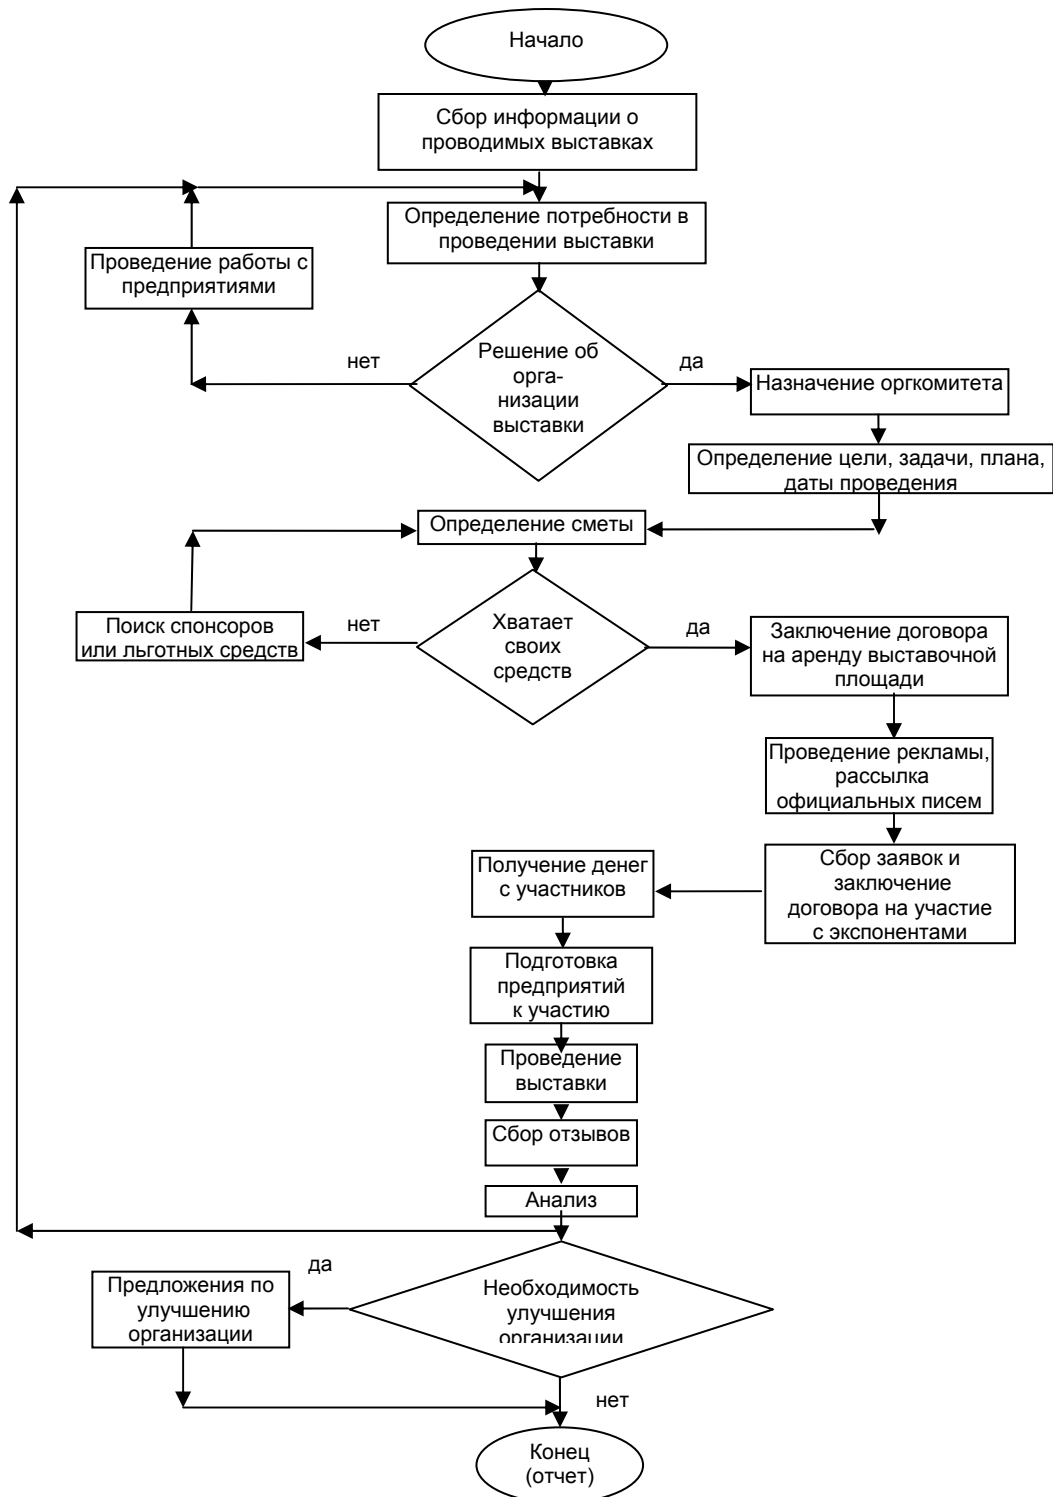 Начало
Сбор информации о
проводимых выставках
Определение потребности в
проведении выставки
Проведение работы с
предприятиями
нет
Решение об
орга-
низации
выставки
да
Назначение оргкомитета
Определение цели, задачи, плана,
даты проведения
Определение сметы
Поиск спонсоров
или льготных средств
нет
Хватает
своих
средств
да
Заключение договора
на аренду выставочной
площади
Проведение рекламы,
рассылка
официальных писем
Сбор заявок и
заключение
договора на участие
с экспонентами
Получение денег
с участников
Подготовка
предприятий
к участию
Проведение
выставки
Сбор отзывов
Анализ
да
Предложения по
улучшению
организации
Необходимость
улучшения
организации
нет
Конец
(отчет)